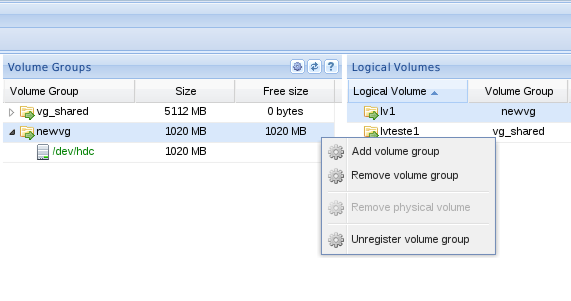 Volume Groups
Logical Volumes
Volume Group Size Free size
Logical Volume Volume Group
vg_shared 5112 MB 0 bytes
lv1 newvg
newvg 1020 MB 1020 MB
lvteste1 vg_shared
/dev/hdc 1020 MB
Add volume group
Remove volume group
Remove physical volume
Unregister volume group